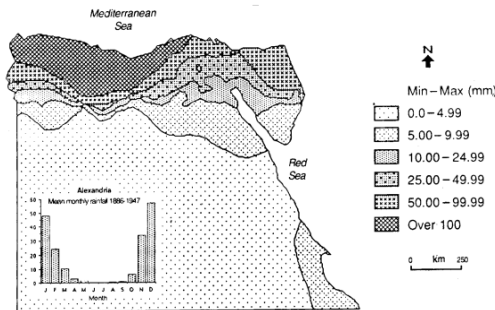 Mediterranean
Sea
N
Min–Max (mm)
0.0–4.99
5.00–9.99
10.00–24.99
25.00–49.99
50.00–99.99
Over 100
Red
Sea
Alexandria
Mean monthly rainfall 1886-1947
60
50
40
30
20
10
0
J F M A M J J A S O N D
Month
km
0 250